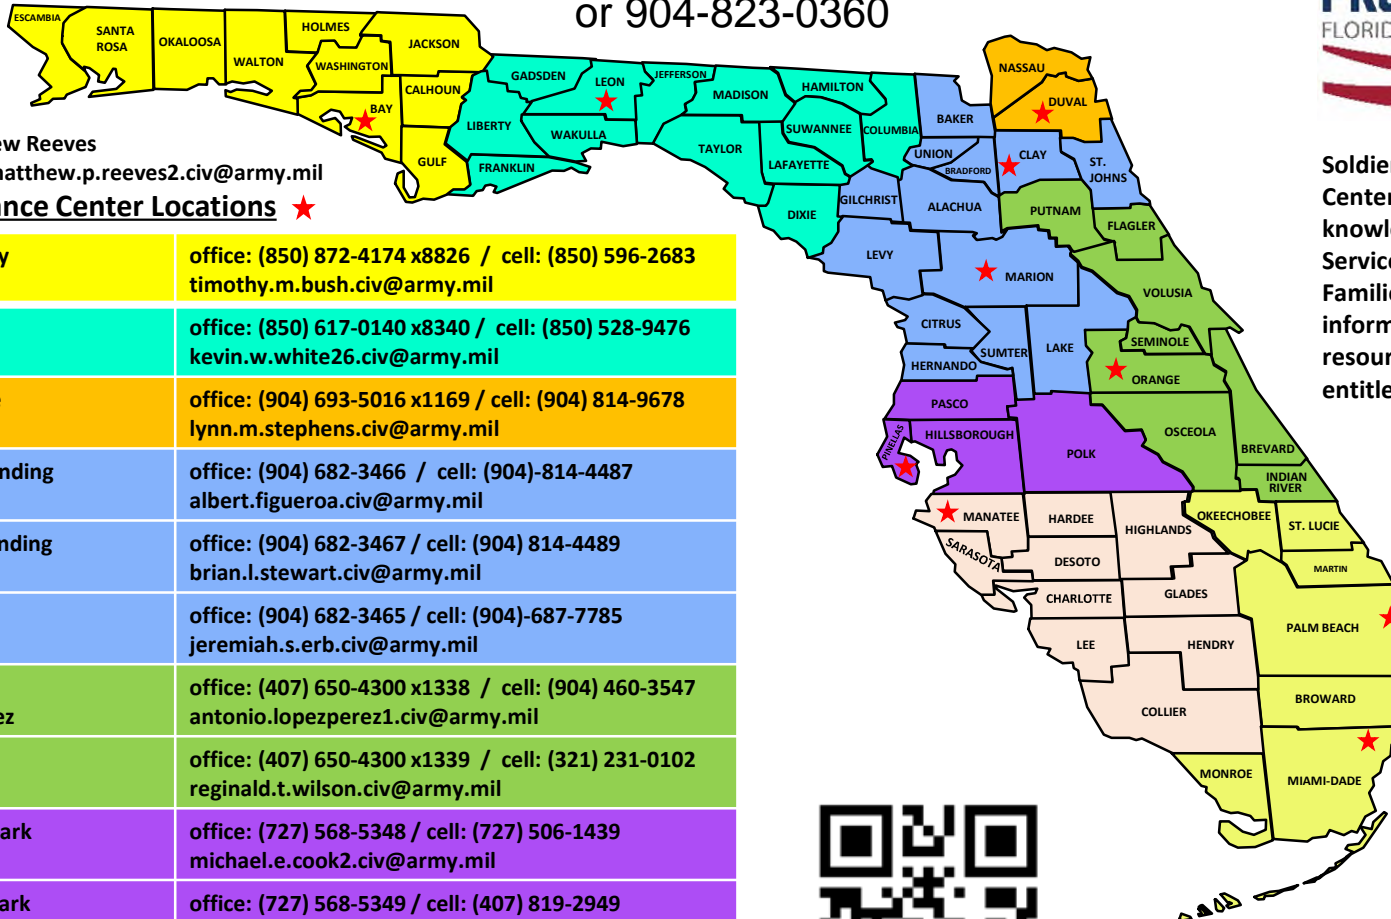 or 904-823-0360
FLORID
ew Reeves
matthew.p.reeves2.civ@army.mil
ance Center Locations
y
office: (850) 872-4174 x8826 / cell: (850) 596-2683
timothy.m.bush.civ@army.mil
office: (850) 617-0140 x8340 / cell: (850) 528-9476
kevin.w.white26.civ@army.mil
e
office: (904) 693-5016 x1169 / cell: (904) 814-9678
lynn.m.stephens.civ@army.mil
nding
office: (904) 682-3466 / cell: (904)-814-4487
albert.figueroa.civ@army.mil
nding
office: (904) 682-3467 / cell: (904) 814-4489
brian.l.stewart.civ@army.mil
office: (904) 682-3465 / cell: (904)-687-7785
jeremiah.s.erb.civ@army.mil
ez
office: (407) 650-4300 x1338 / cell: (904) 460-3547
antonio.lopezperez1.civ@army.mil
office: (407) 650-4300 x1339 / cell: (321) 231-0102
reginald.t.wilson.civ@army.mil
ark
office: (727) 568-5348 / cell: (727) 506-1439
michael.e.cook2.civ@army.mil
ark
office: (727) 568-5349 / cell: (407) 819-2949
ESCAMBIA
SANTA
ROSA
OKALOOSA
WALTON
HOLMES
WASHINGTON
JACKSON
BAY
CALHOUN
GULF
GADSDEN
LIBERTY
FRANKLIN
LEON
WAKULLA
JEFFERSON
MADISON
TAYLOR
HAMILTON
SUWANNEE
LAFAYETTE
DIXIE
COLUMBIA
BAKER
UNION
BRADFORD
GILCHRIST
ALACHUA
LEVY
MARION
NASSAU
DUVAL
CLAY
ST.
JOHNS
PUTNAM
FLAGLER
VOLUSIA
CITRUS
HERNANDO
SUMTER
LAKE
SEMINOLE
ORANGE
OSCEOLA
BREVARD
INDIAN
RIVER
PASCO
PINELLAS
HILLSBOROUGH
POLK
MANATEE
HARDEE
HIGHLANDS
SARASOTA
DESOTO
CHARLOTTE
GLADES
LEE
HENDRY
COLLIER
OKEECHOBEE
ST. LUCIE
MARTIN
PALM BEACH
BROWARD
MONROE
MIAMI-DADE
Soldier
Center
knowle
Service
Familie
inform
resour
entitle